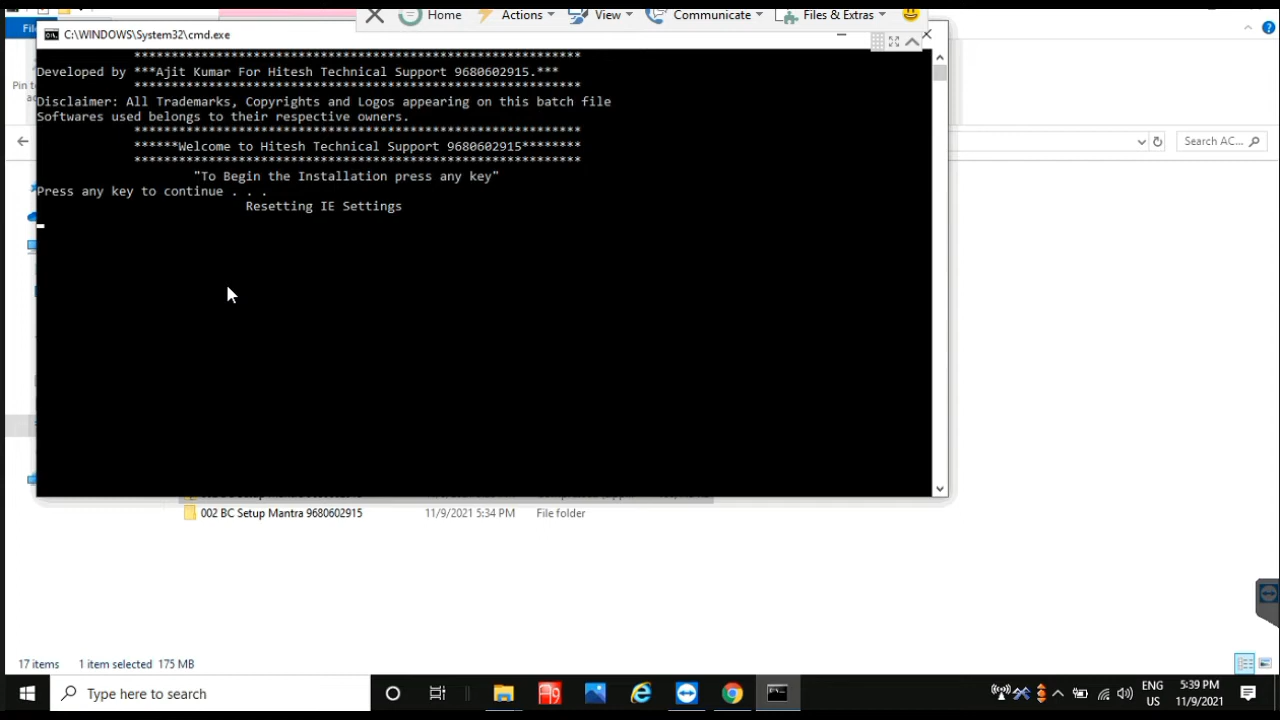 Home Actions View Communicate Files & Extras
C:\WINDOWS\System32\cmd.exe
************************************************************
Developed by ***Ajit Kumar For Hitesh Technical Support 9680602915.***
************************************************************
Disclaimer: All Trademarks, Copyrights and Logos appearing on this batch file
Softwares used belongs to their respective owners.
************************************************************
******Welcome to Hitesh Technical Support 9680602915********
************************************************************
"To Begin the Installation press any key"
Press any key to continue . . .
Resetting IE Settings
Pin to
Search AC...
002 BC Setup Mantra 9680602915 11/9/2021 5:34 PM File folder
17 items 1 item selected 175 MB
Type here to search
ENG
US
5:39 PM
11/9/2021